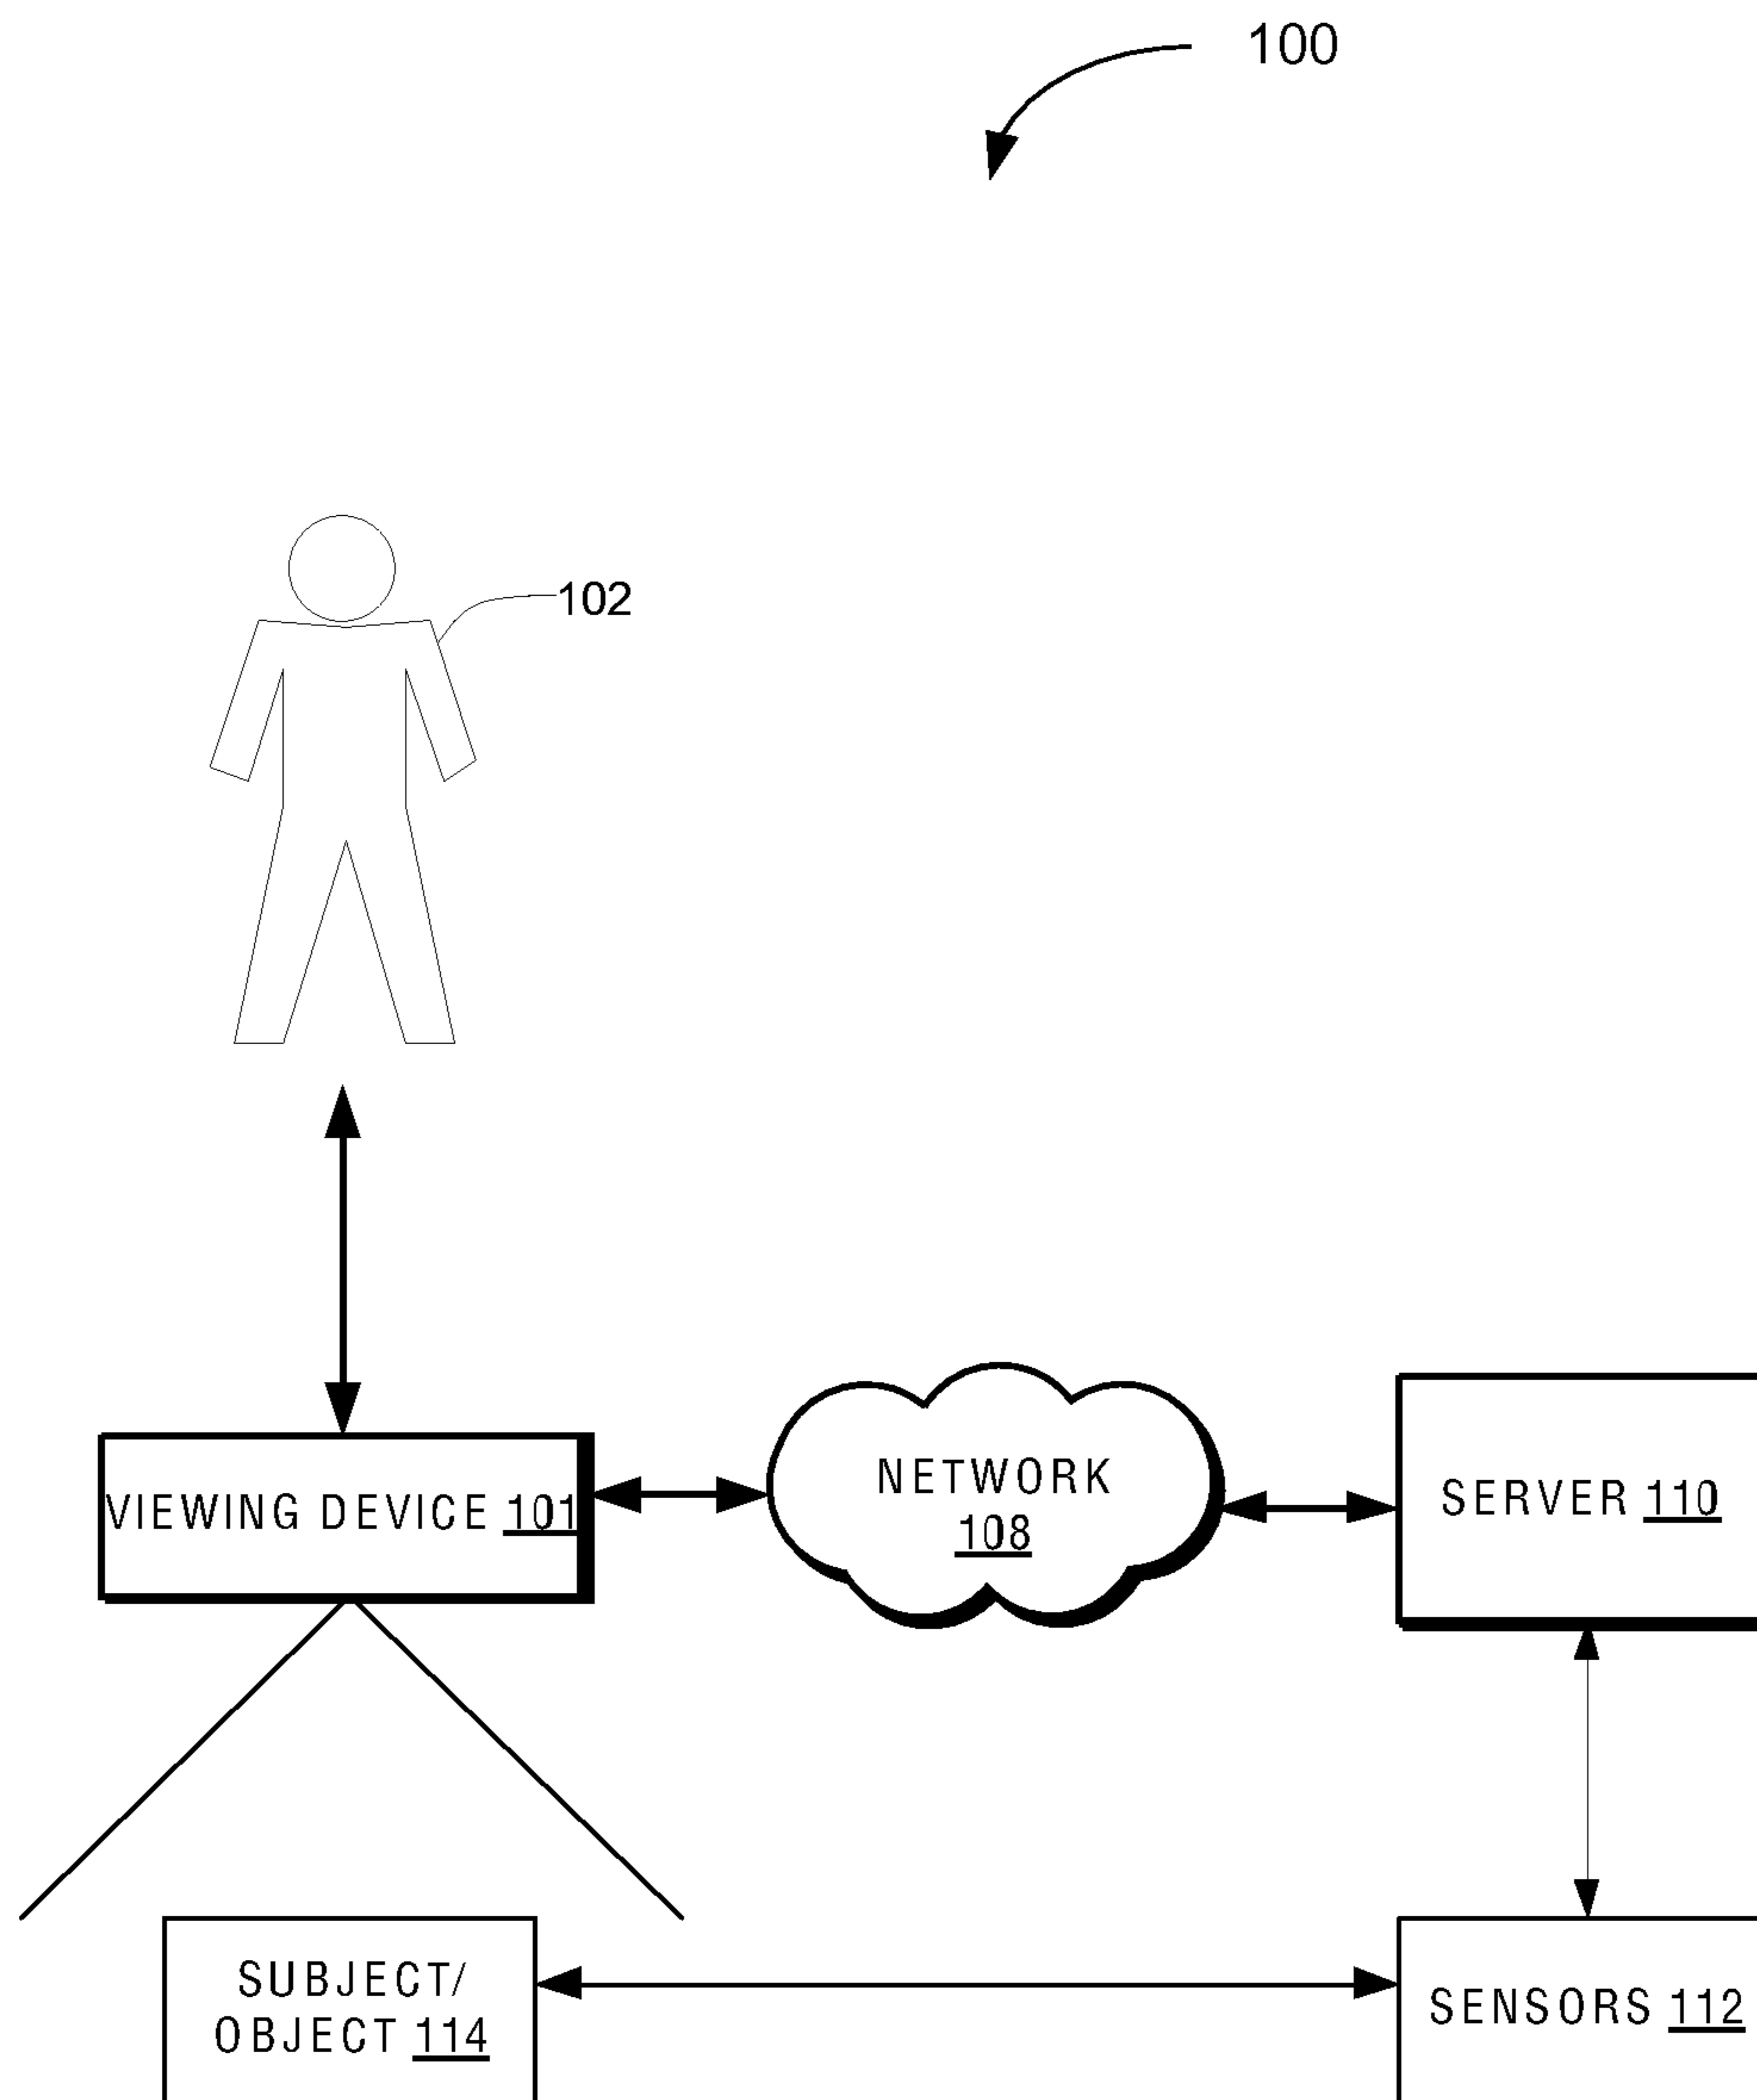 100
102
VIEWING DEVICE 101
NETWORK
108
SERVER 110
SUBJECT/
OBJECT 114
SENSORS 112